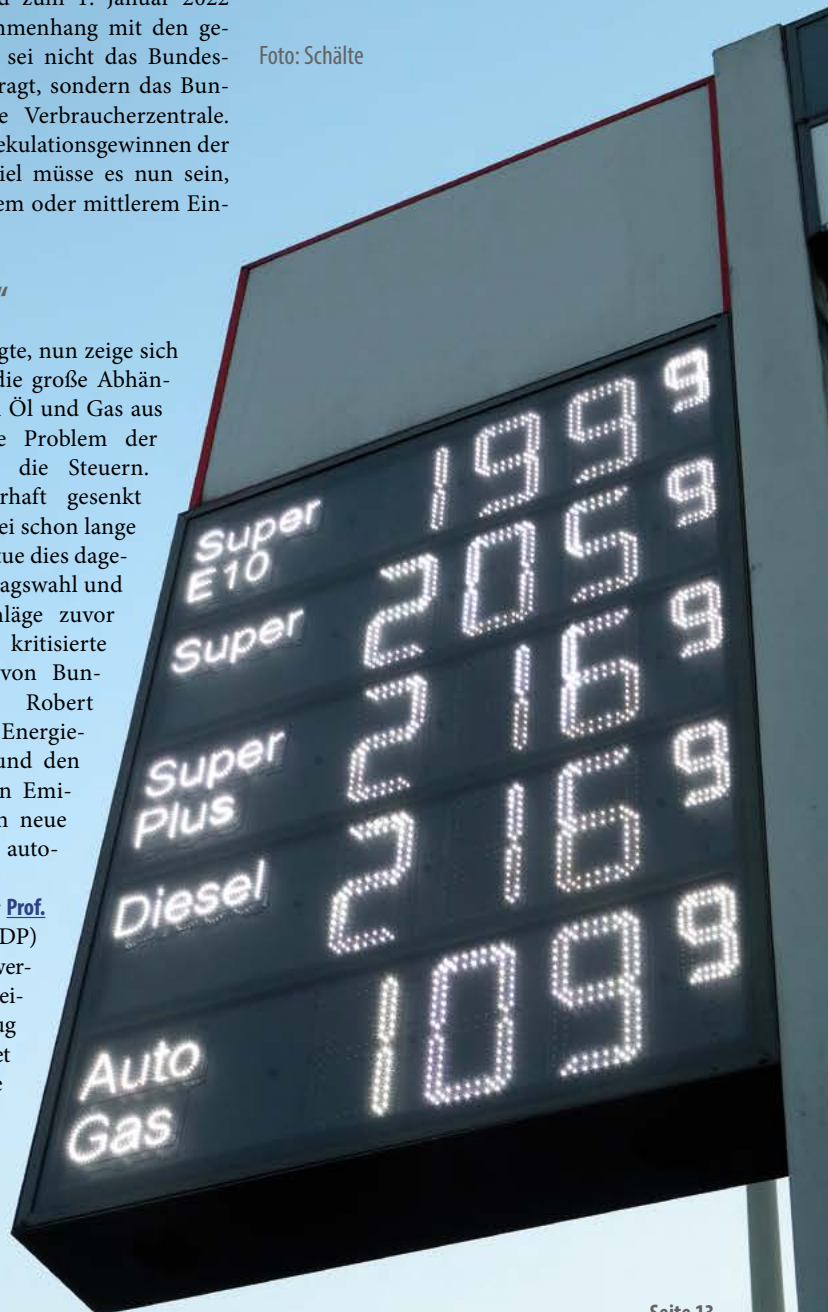 d zum 1. Januar 2022
mmenhang mit den ge-
sei nicht das Bundes-
ragt, sondern das Bun-
e Verbraucherzentrale.
ekulationsgewinnen der
iel müsse es nun sein,
em oder mittlerem Ein-
Foto: Schälte
“
gte, nun zeige sich
die große Abhän-
Öl und Gas aus
e Problem der
die Steuern.
rhaft gesenkt
ei schon lange
tue dies dage-
agswahl und
hläge zuvor
kritisierte
von Bun-
Robert
Energie-
und den
n Emi-
n neue
auto-
Prof.
DP)
wer-
ei-
ug
et
e
Super E10 199 9
Super 205 9
Super Plus 216 9
Diesel 216 9
Auto Gas 109 9
Seite 13